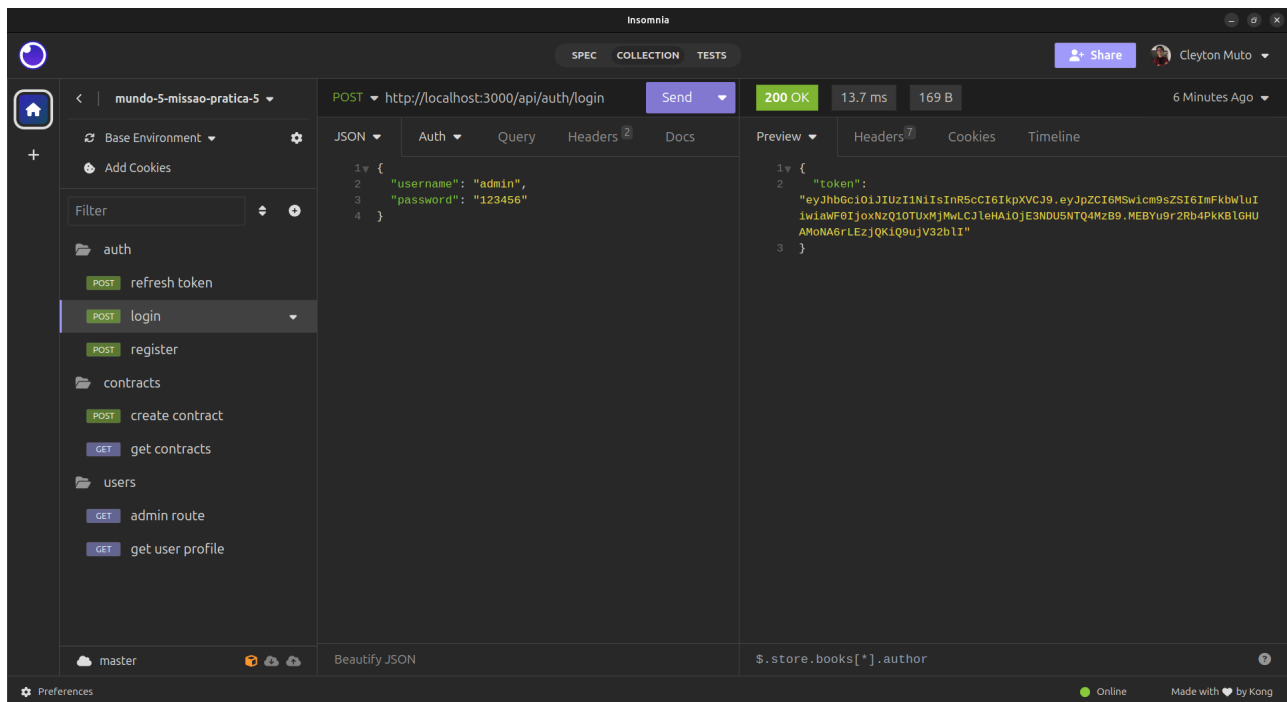 Insomnia
SPEC COLLECTION TESTS
Share
Cleyton Muto
mundo-5-missao-pratica-5
POST http://localhost:3000/api/auth/login Send
200 OK 13.7 ms 169 B 6 Minutes Ago
Base Environment
JSON Auth Query Headers 2 Docs
Preview Headers 7 Cookies Timeline
Add Cookies
Filter
auth
POST refresh token
POST login
POST register
contracts
POST create contract
GET get contracts
users
GET admin route
GET get user profile
1 {
2 "username": "admin",
3 "password": "123456"
4 }
1 {
2 "token":
"eyJhbGciOiJIUzI1NiIsInR5cCI6IkpXVCJ9.eyJpZCI6MSwicm9sZSI6ImFkbWluI
iwiaWF0IjoxNzQ1OTUxMjMwLCJleHAiOjE3NDU5NTQ4MzB9.MEBYu9r2Rb4PkKBlGHU
AMoNA6rLEzjQKiQ9ujV32blI"
3 }
master
Beautify JSON
$.store.books[*].author
Preferences
Online
Made with ♥ by Kong